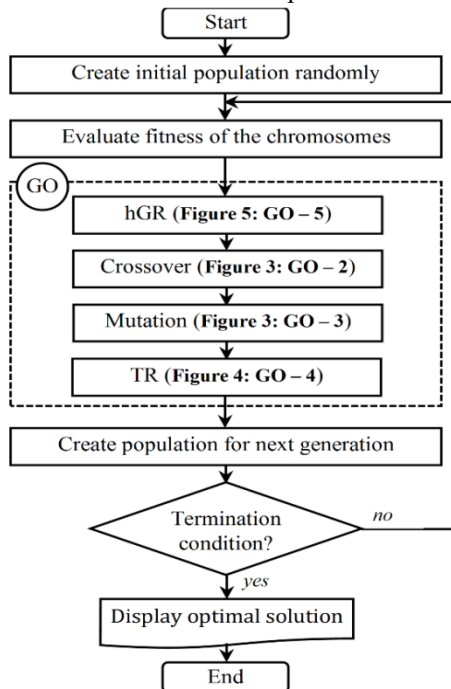 Start
Create initial population randomly
Evaluate fitness of the chromosomes
GO
hGR (Figure 5: GO – 5)
Crossover (Figure 3: GO – 2)
Mutation (Figure 3: GO – 3)
TR (Figure 4: GO – 4)
Create population for next generation
Termination
condition?
no
yes
Display optimal solution
End